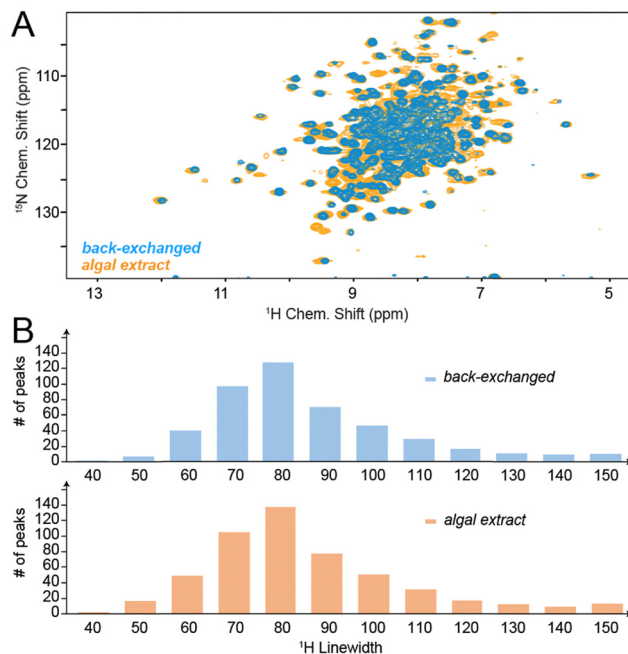 A
110
120
130
¹⁵N Chem. Shift (ppm)
back-exchanged
algal extract
13 11 9 7 5
¹H Chem. Shift (ppm)
B
140
120
100
80
60
40
20
0
# of peaks
back-exchanged
40 50 60 70 80 90 100 110 120 130 140 150
140
120
100
80
60
40
20
0
# of peaks
algal extract
40 50 60 70 80 90 100 110 120 130 140 150
¹H Linewidth